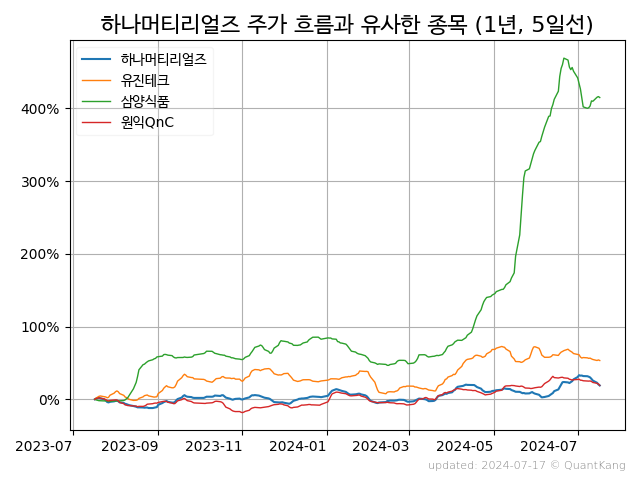 하나머티리얼즈 주가 흐름과 유사한 종목 (1년, 5일선)
하나머티리얼즈
유진테크
삼양식품
원익QnC
400%
300%
200%
100%
0%
2023-07 2023-09 2023-11 2024-01 2024-03 2024-05 2024-07
updated: 2024-07-17 © QuantKang